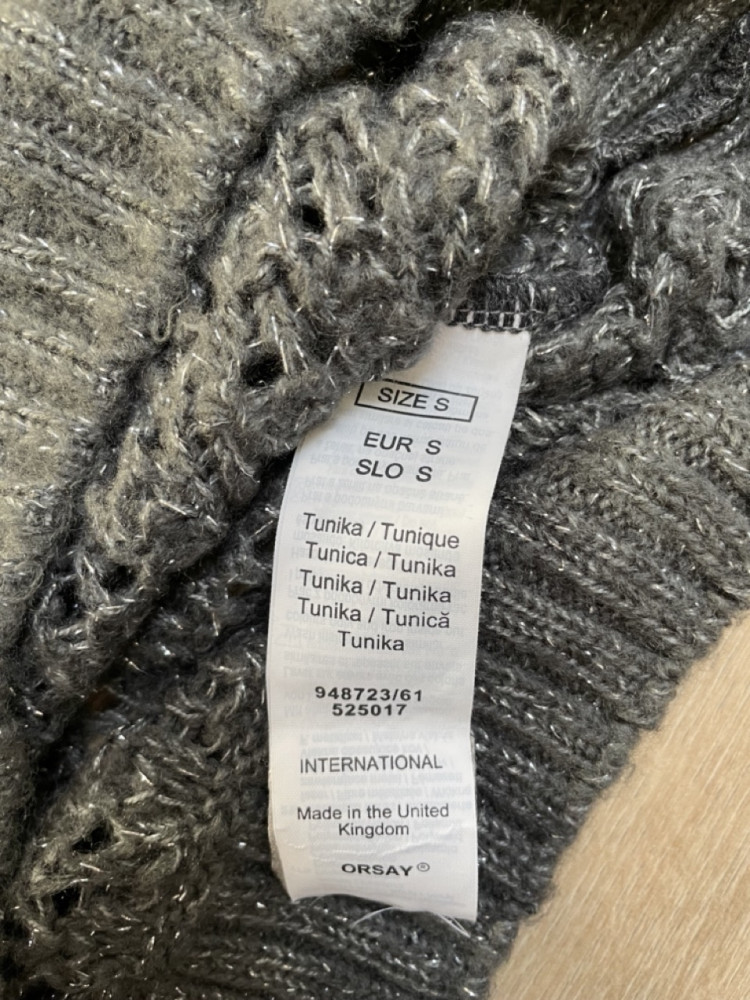 SIZE S
EUR S
SLO S
Tunika / Tunique
Tunica / Tunika
Tunika / Tunika
Tunika / Tunică
Tunika
948723/61
525017
INTERNATIONAL
Made in the United
Kingdom
ORSAY®